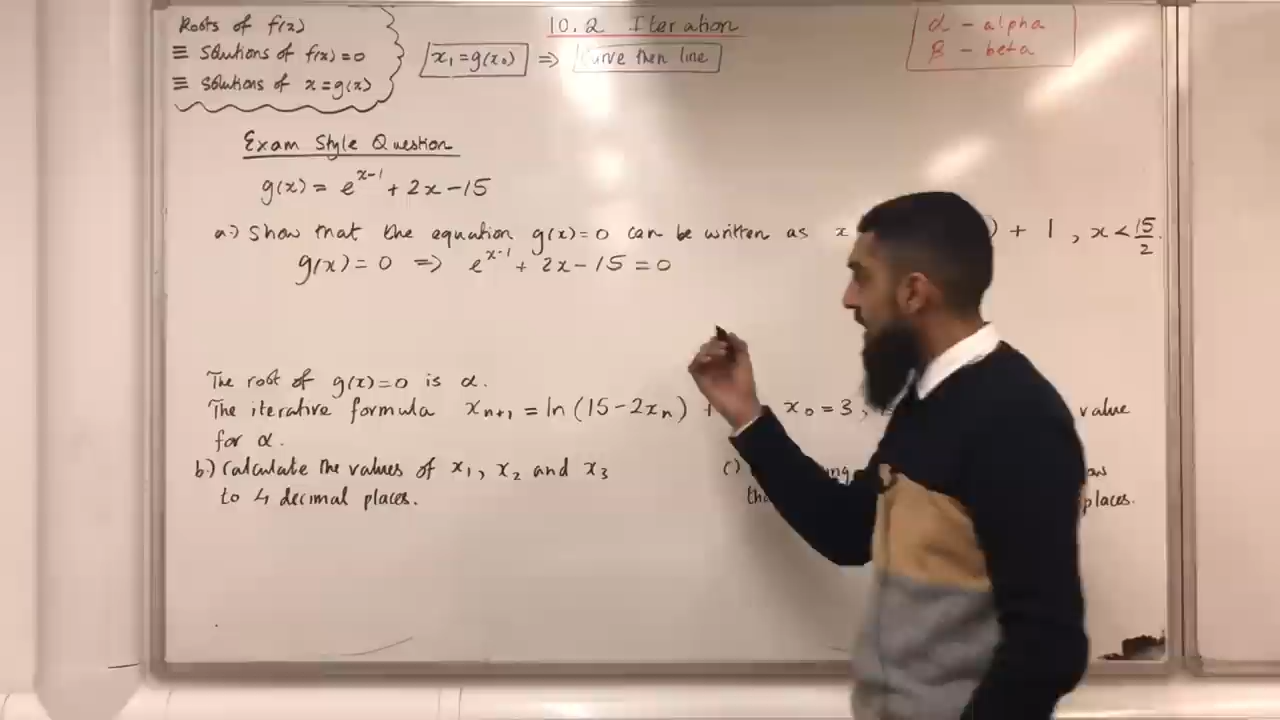 Roots of f(x)
≡ Solutions of f(x)=0
≡ Solutions of x=g(x)
10.2 Iteration
x₁=g(x₀) ⇒ Curve then line
α - alpha
β - beta
Exam Style Question
g(x) = e^(x-1) + 2x - 15
a.) Show that the equation g(x)=0 can be written as x ) + 1 , x < 15/2.
g(x)=0 ⇒ e^(x-1) + 2x - 15 = 0
The root of g(x)=0 is α.
The iterative formula xₙ₊₁ = ln(15-2xₙ) + x₀=3, value
for α.
b.) Calculate the values of x₁, x₂ and x₃
to 4 decimal places.
c.)
places.